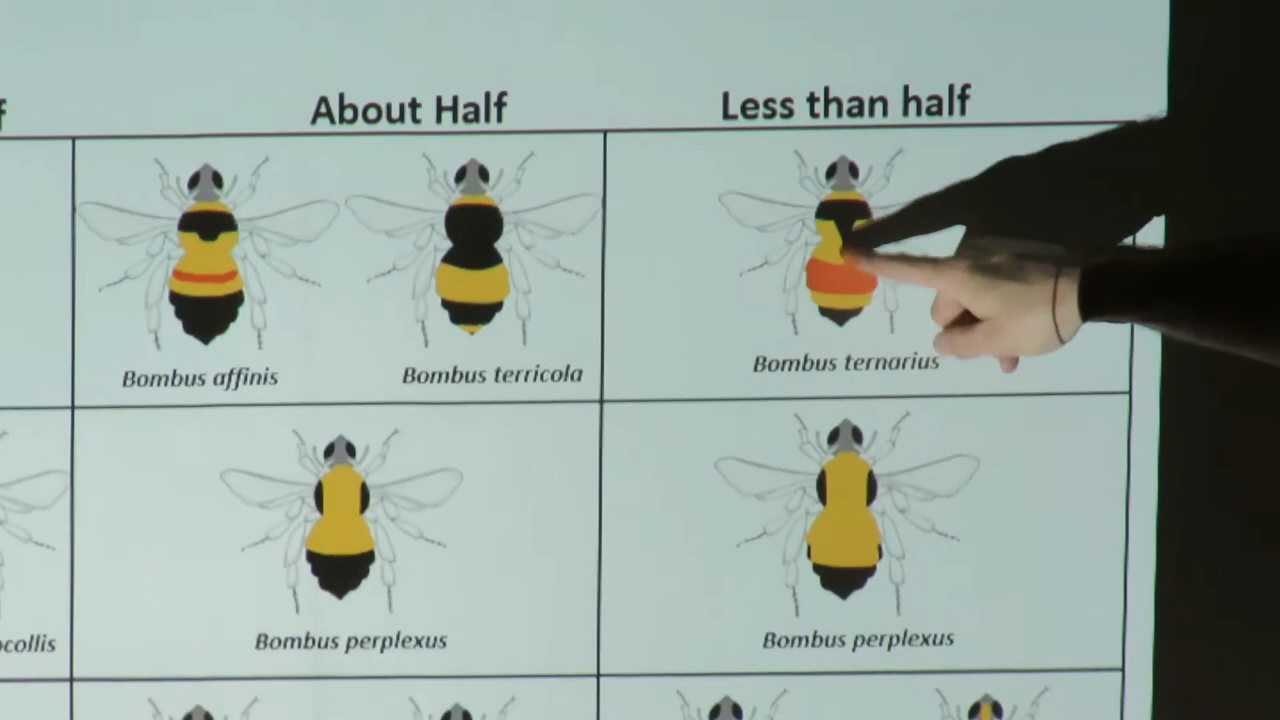 About Half
Less than half
Bombus affinis
Bombus terricola
Bombus ternarius
Bombus perplexus
Bombus perplexus